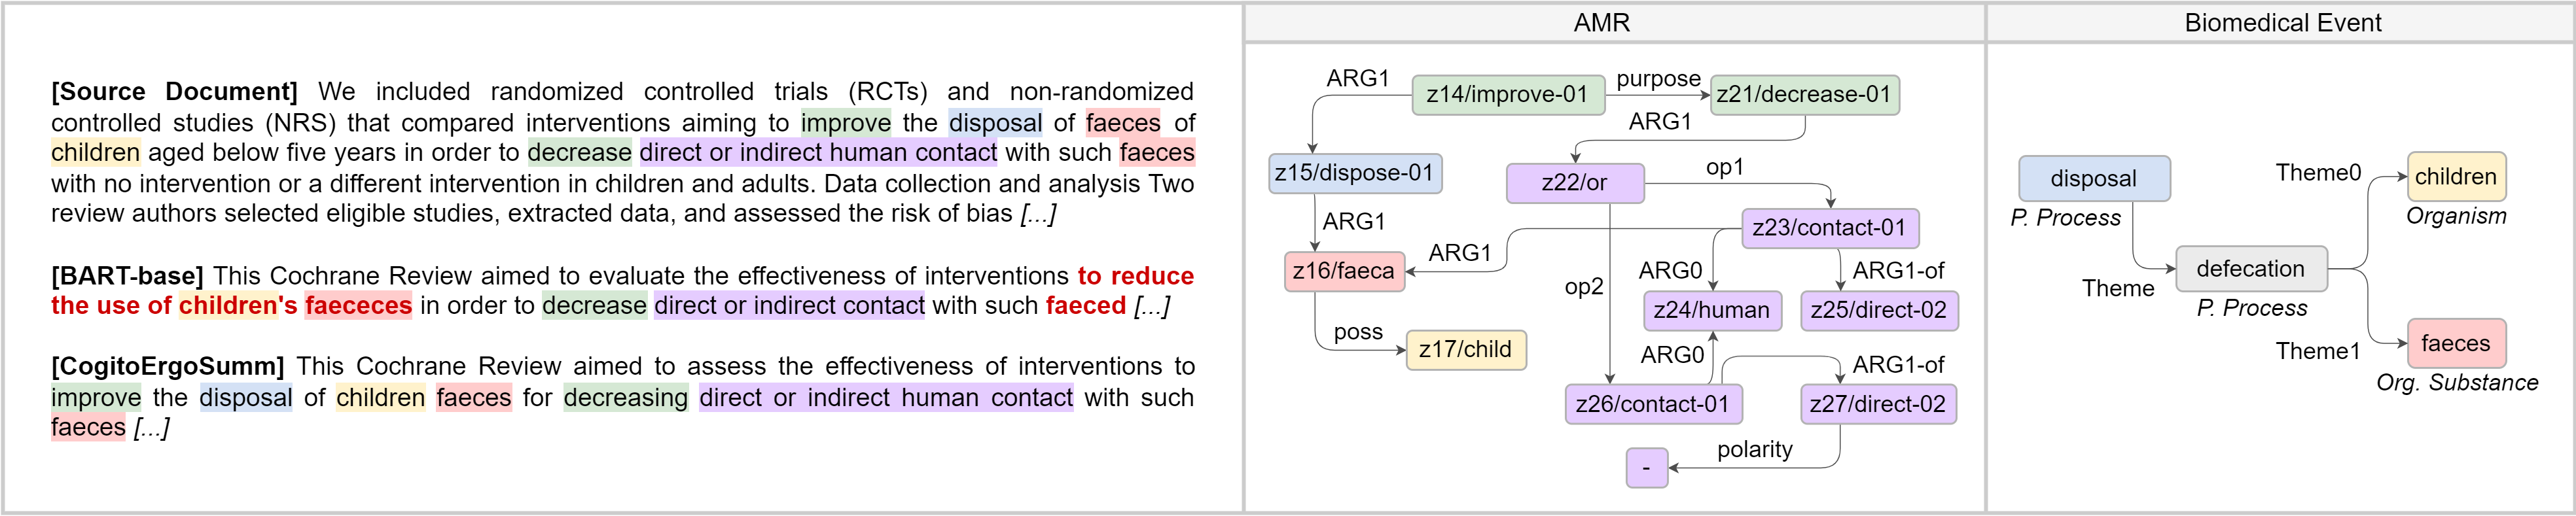 [Source Document] We included randomized controlled trials (RCTs) and non-randomized
controlled studies (NRS) that compared interventions aiming to improve the disposal of faeces of
children aged below five years in order to decrease direct or indirect human contact with such faeces
with no intervention or a different intervention in children and adults. Data collection and analysis Two
review authors selected eligible studies, extracted data, and assessed the risk of bias [...]
[BART-base] This Cochrane Review aimed to evaluate the effectiveness of interventions to reduce
the use of children's faececes in order to decrease direct or indirect contact with such faeced [...]
[CogitoErgoSumm] This Cochrane Review aimed to assess the effectiveness of interventions to
improve the disposal of children faeces for decreasing direct or indirect human contact with such
faeces [...]
AMR
ARG1
z14/improve-01
purpose
z21/decrease-01
ARG1
z15/dispose-01
z22/or
op1
ARG1
z23/contact-01
ARG1
z16/faeca
ARG0
ARG1-of
op2
z24/human
z25/direct-02
poss
z17/child
ARG0
ARG1-of
z26/contact-01
z27/direct-02
polarity
-
Biomedical Event
disposal
P. Process
Theme
defecation
P. Process
Theme0
children
Organism
Theme1
faeces
Org. Substance